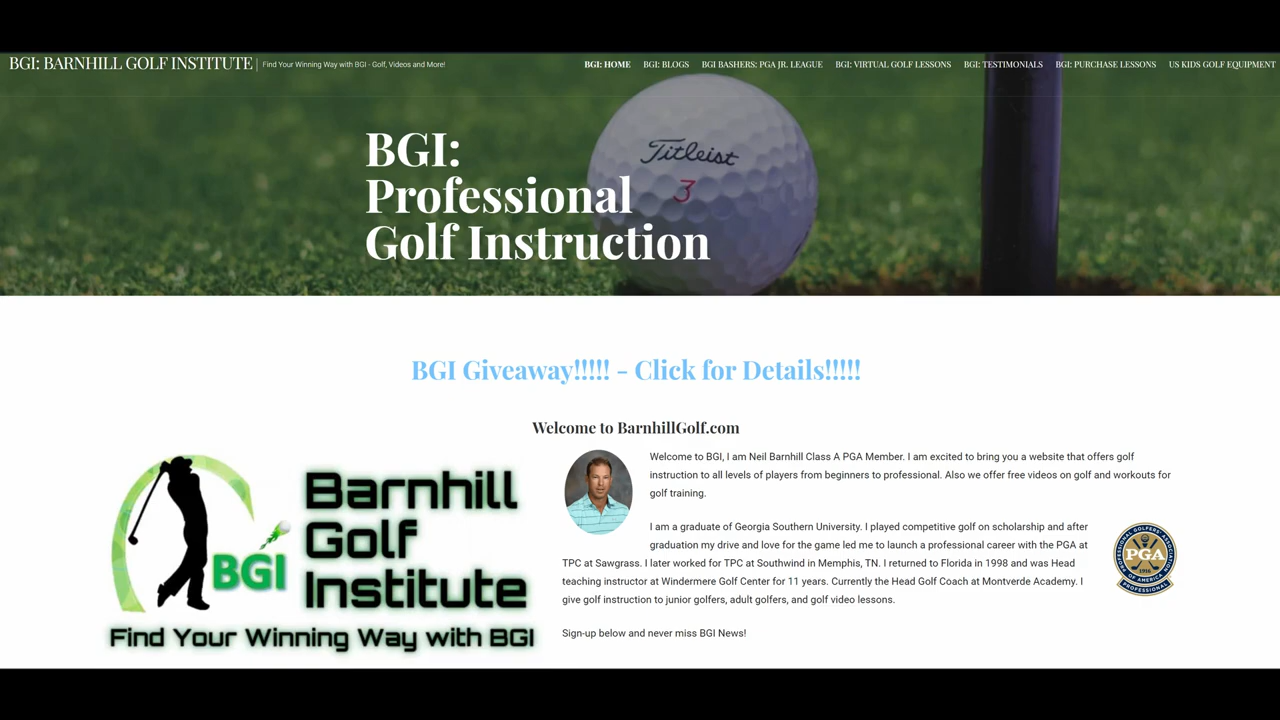 BGI: BARNHILL GOLF INSTITUTE | Find Your Winning Way with BGI - Golf, Videos and More!
BGI: HOME BGI: BLOGS BGI BASHERS: PGA JR. LEAGUE BGI: VIRTUAL GOLF LESSONS BGI: TESTIMONIALS BGI: PURCHASE LESSONS US KIDS GOLF EQUIPMENT
Titleist
3
BGI:
Professional
Golf Instruction
BGI Giveaway!!!!! - Click for Details!!!!!
Welcome to BarnhillGolf.com
BGI
Barnhill
Golf
Institute
Find Your Winning Way with BGI
Welcome to BGI, I am Neil Barnhill Class A PGA Member. I am excited to bring you a website that offers golf
instruction to all levels of players from beginners to professional. Also we offer free videos on golf and workouts for
golf training.
I am a graduate of Georgia Southern University. I played competitive golf on scholarship and after
graduation my drive and love for the game led me to launch a professional career with the PGA at
TPC at Sawgrass. I later worked for TPC at Southwind in Memphis, TN. I returned to Florida in 1998 and was Head
teaching instructor at Windermere Golf Center for 11 years. Currently the Head Golf Coach at Montverde Academy. I
give golf instruction to junior golfers, adult golfers, and golf video lessons.
PROFESSIONAL GOLFERS' ASSOCIATION OF AMERICA
PGA
1916
PROFESSIONAL
Sign-up below and never miss BGI News!